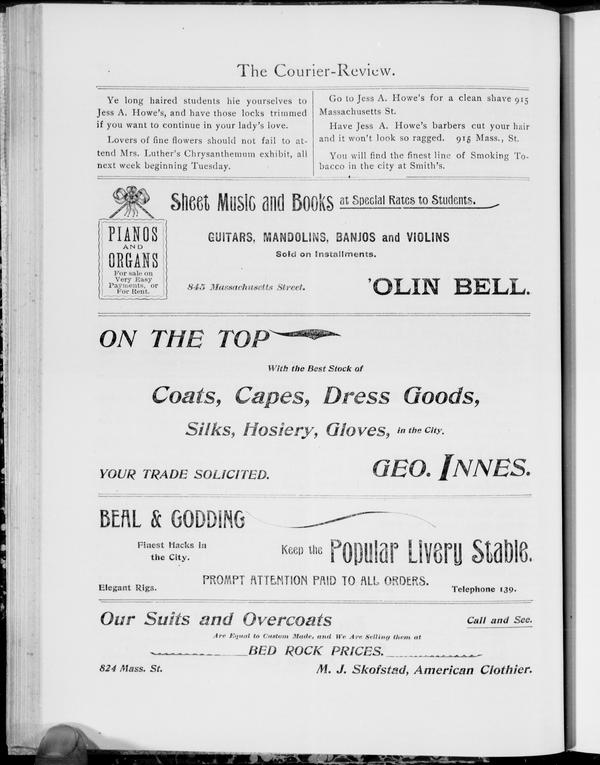 The Courier-Review.
Ye long haired students hie yourselves to
Jess A. Howe's, and have those locks trimmed
if you want to continue in your lady's love.
Lovers of fine flowers should not fail to at-
tend Mrs. Luther's Chrysanthemum exhibit, all
next week beginning Tuesday.
Go to Jess A. Howe's for a clean shave 915
Massachusetts St.
Have Jess A. Howe's barbers cut your hair
and it won't look so ragged. 915 Mass., St.
You will find the finest line of Smoking To-
bacco in the city at Smith's.
PIANOS
AND
ORGANS
For sale on
Very Easy
Payments, or
For Rent.
Sheet Music and Books at Special Rates to Students.
GUITARS, MANDOLINS, BANJOS and VIOLINS
Sold on Installments.
845 Massachusetts Street. 'OLIN BELL.
ON THE TOP
With the Best Stock of
Coats, Capes, Dress Goods,
Silks, Hosiery, Gloves, in the City.
YOUR TRADE SOLICITED. GEO. INNES.
BEAL & GODDING
Finest Hacks in
the City.
Keep the Popular Livery Stable.
PROMPT ATTENTION PAID TO ALL ORDERS.
Elegant Rigs. Telephone 139.
Our Suits and Overcoats Call and See.
Are Equal to Custom Made, and We Are Selling them at
BED ROCK PRICES.
824 Mass. St. M. J. Skofstad, American Clothier.